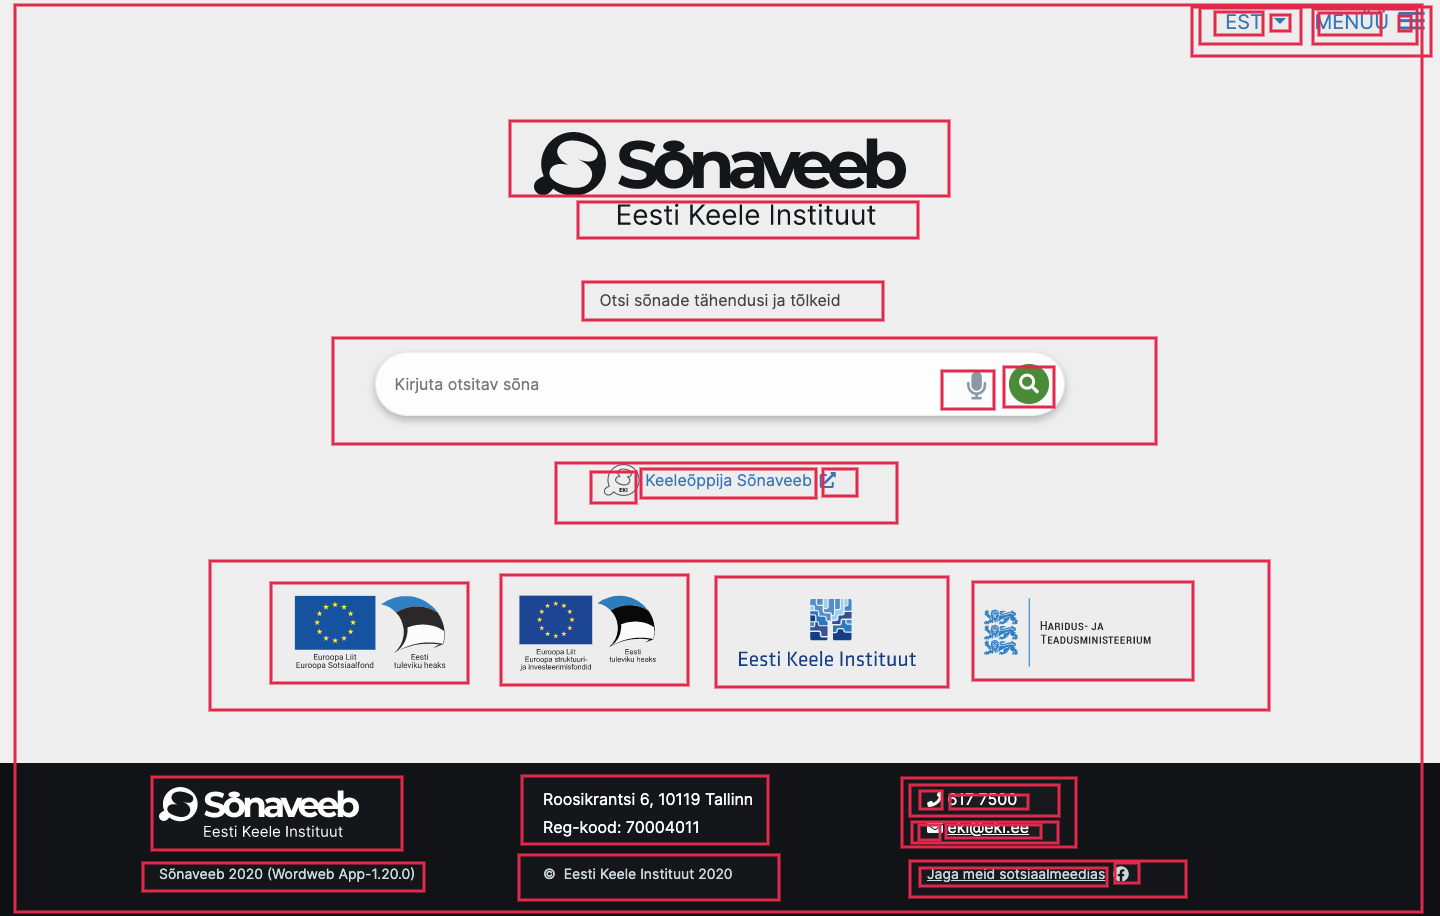 EST
MENÜÜ
Sõnaveeb
Eesti Keele Instituut
Otsi sõnade tähendusi ja tõlkeid
Kirjuta otsitav sõna
EKI
Keeleõppija Sõnaveeb
Euroopa Liit
Euroopa Sotsiaalfond
Eesti
tuleviku heaks
Euroopa Liit
Euroopa struktuuri-
ja investeerimisfondid
Eesti
tuleviku heaks
Eesti Keele Instituut
Haridus- ja
Teadusministeerium
Sõnaveeb
Eesti Keele Instituut
Sõnaveeb 2020 (Wordweb App-1.20.0)
Roosikrantsi 6, 10119 Tallinn
Reg-kood: 70004011
© Eesti Keele Instituut 2020
617 7500
eki@eki.ee
Jaga meid sotsiaalmeedias